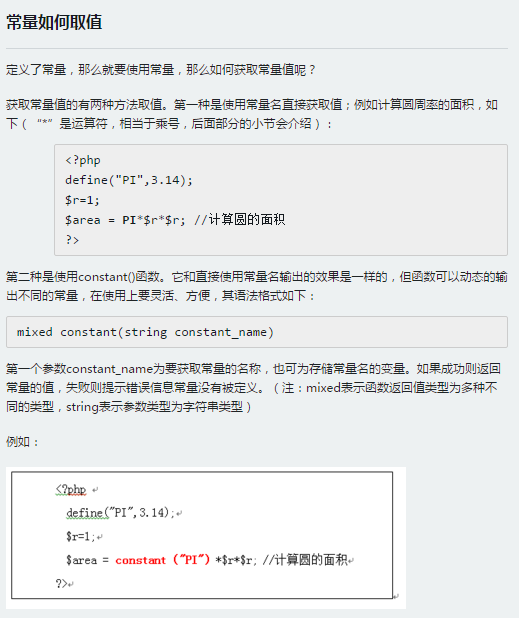 常量如何取值
定义了常量，那么就要使用常量，那么如何获取常量值呢？
获取常量值的有两种方法取值。第一种是使用常量名直接获取值；例如计算圆周率的面积，如
下（“*”是运算符，相当于乘号，后面部分的小节会介绍）：
<?php
define("PI",3.14);
$r=1;
$area = PI*$r*$r; //计算圆的面积
?>
第二种是使用constant()函数。它和直接使用常量名输出的效果是一样的，但函数可以动态的输
出不同的常量，在使用上要灵活、方便，其语法格式如下：
mixed constant(string constant_name)
第一个参数constant_name为要获取常量的名称，也可为存储常量名的变量。如果成功则返回
常量的值，失败则提示错误信息常量没有被定义。（注：mixed表示函数返回值类型为多种不
同的类型，string表示参数类型为字符串类型）
例如：
<?php
define("PI",3.14);
$r=1;
$area = constant ("PI") *$r*$r; //计算圆的面积
?>